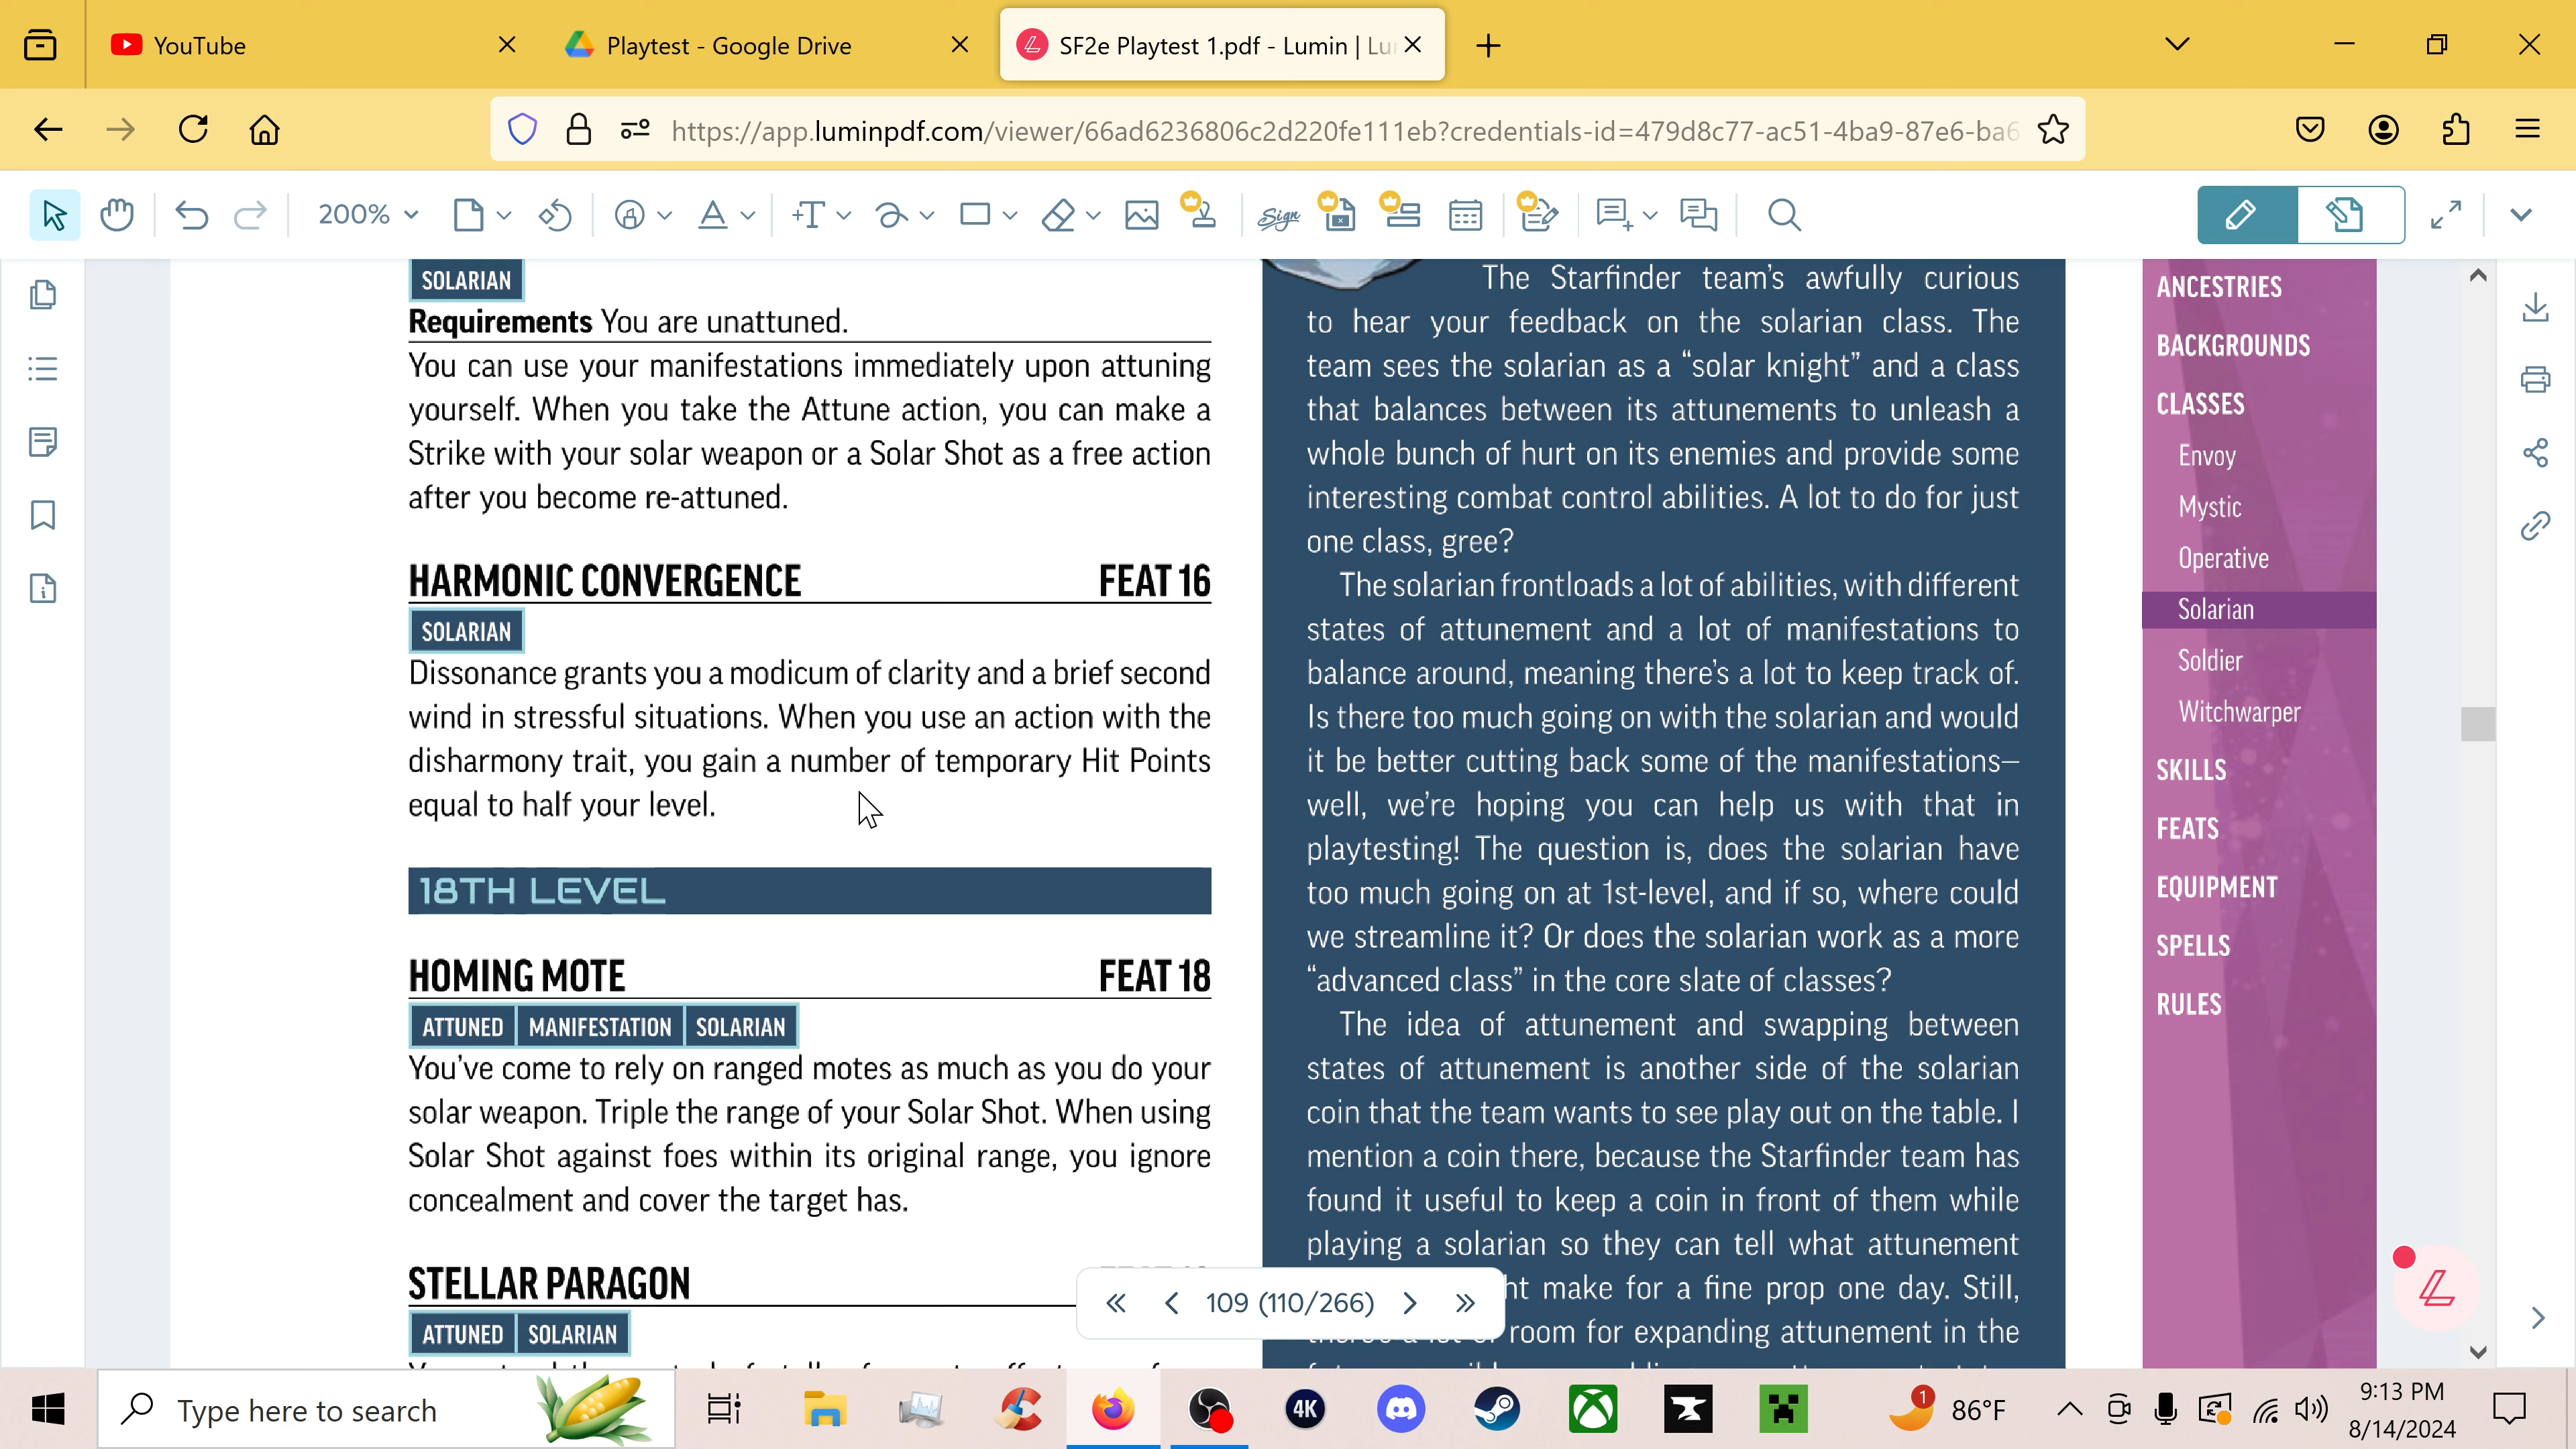 YouTube
Playtest - Google Drive
SF2e Playtest 1.pdf - Lumin | Lu
https://app.luminpdf.com/viewer/66ad6236806c2d220fe111eb?credentials-id=479d8c77-ac51-4ba9-87e6-ba6
200%
Sign
SOLARIAN
Requirements You are unattuned.
You can use your manifestations immediately upon attuning
yourself. When you take the Attune action, you can make a
Strike with your solar weapon or a Solar Shot as a free action
after you become re-attuned.
HARMONIC CONVERGENCE FEAT 16
SOLARIAN
Dissonance grants you a modicum of clarity and a brief second
wind in stressful situations. When you use an action with the
disharmony trait, you gain a number of temporary Hit Points
equal to half your level.
18TH LEVEL
HOMING MOTE FEAT 18
ATTUNED MANIFESTATION SOLARIAN
You've come to rely on ranged motes as much as you do your
solar weapon. Triple the range of your Solar Shot. When using
Solar Shot against foes within its original range, you ignore
concealment and cover the target has.
STELLAR PARAGON
ATTUNED SOLARIAN
The Starfinder team's awfully curious
to hear your feedback on the solarian class. The
team sees the solarian as a “solar knight” and a class
that balances between its attunements to unleash a
whole bunch of hurt on its enemies and provide some
interesting combat control abilities. A lot to do for just
one class, gree?
The solarian frontloads a lot of abilities, with different
states of attunement and a lot of manifestations to
balance around, meaning there's a lot to keep track of.
Is there too much going on with the solarian and would
it be better cutting back some of the manifestations—
well, we're hoping you can help us with that in
playtesting! The question is, does the solarian have
too much going on at 1st-level, and if so, where could
we streamline it? Or does the solarian work as a more
“advanced class” in the core slate of classes?
The idea of attunement and swapping between
states of attunement is another side of the solarian
coin that the team wants to see play out on the table. I
mention a coin there, because the Starfinder team has
found it useful to keep a coin in front of them while
playing a solarian so they can tell what attunement
ht make for a fine prop one day. Still,
room for expanding attunement in the
109 (110/266)
ANCESTRIES
BACKGROUNDS
CLASSES
Envoy
Mystic
Operative
Solarian
Soldier
Witchwarper
SKILLS
FEATS
EQUIPMENT
SPELLS
RULES
Type here to search
4K
1
86°F
9:13 PM
8/14/2024